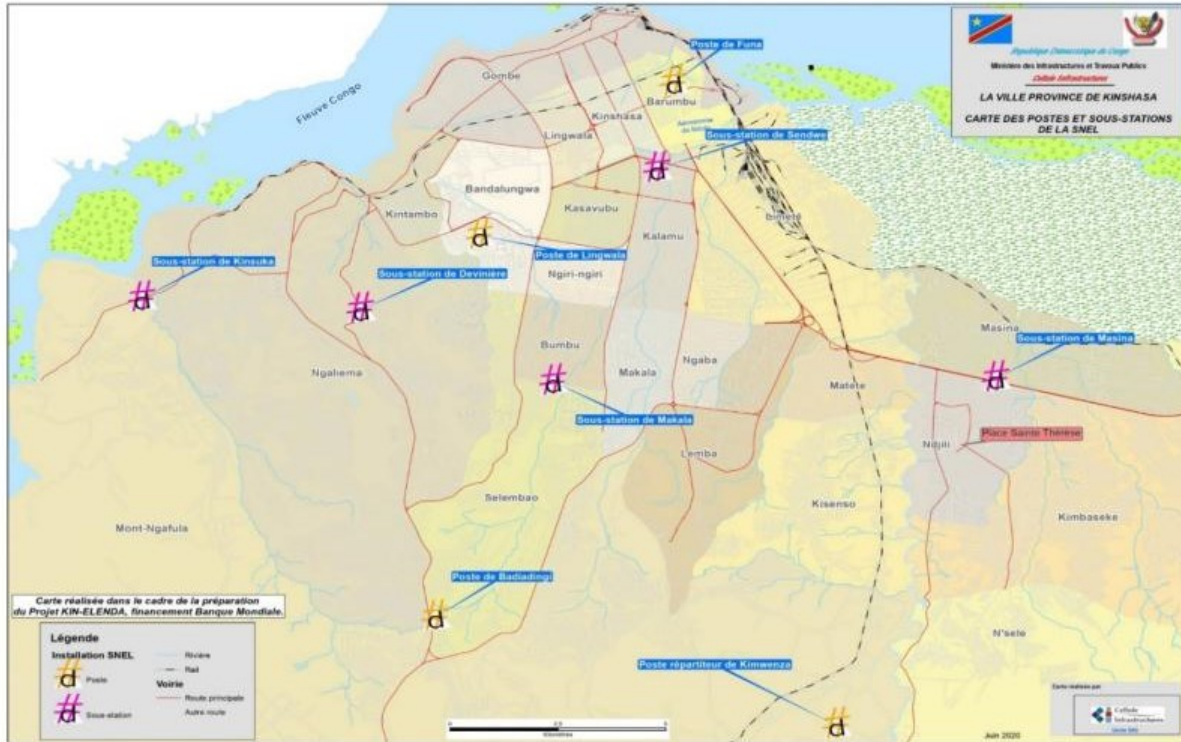 République Démocratique du Congo
Ministère des Infrastructures et Travaux Publics
Cellule Infrastructures
LA VILLE PROVINCE DE KINSHASA
CARTE DES POSTES ET SOUS-STATIONS
DE LA SNEL
Fleuve Congo
Gombe
Poste de Funa
Barumbu
Kinshasa
Lingwala
Sous-station de Sendwe
Bandalungwa
Kintambo
Kasavubu
Kalamu
Limete
Poste de Lingwala
Sous-station de Kinsuka
Sous-station de Devinière
Ngiri-ngiri
Masina
Sous-station de Masina
Bumbu
Ngaliema
Makala
Ngaba
Matete
Sous-station de Makala
Place Sainte Thérèse
Ndjili
Lemba
Selembao
Kisenso
Kimbaseke
Mont-Ngafula
Poste de Badiadingi
N'sele
Poste répartiteur de Kimwenza
Carte réalisée dans le cadre de la préparation
du Projet KIN-ELENDA, financement Banque Mondiale.
Légende
Installation SNEL
Poste
Sous-station
Rivière
Rail
Voirie
Route principale
Autre route
Kilomètres
Juin 2020
Carte réalisée par
Cellule
Infrastructures